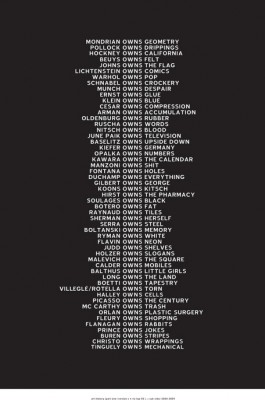 MONDRIAN OWNS GEOMETRY
POLLOCK OWNS DRIPPINGS
HOCKNEY OWNS CALIFORNIA
BEUYS OWNS FELT
JOHNS OWNS THE FLAG
LICHTENSTEIN OWNS COMICS
WARHOL OWNS POP
SCHNABEL OWNS CROCKERY
MUNCH OWNS DESPAIR
ERNST OWNS GLUE
KLEIN OWNS BLUE
CESAR OWNS COMPRESSION
ARMAN OWNS ACCUMULATION
OLDENBURG OWNS RUBBER
RUSCHA OWNS WORDS
NITSCH OWNS BLOOD
JUNE PAIK OWNS TELEVISION
BASELITZ OWNS UPSIDE DOWN
KIEFER OWNS GERMANY
OPALKA OWNS NUMBERS
KAWARA OWNS THE CALENDAR
MANZONI OWNS SHIT
FONTANA OWNS HOLES
DUCHAMP OWNS EVERYTHING
GILBERT OWNS GEORGE
KOONS OWNS KITSCH
HIRST OWNS THE PHARMACY
SOULAGES OWNS BLACK
BOTERO OWNS FAT
RAYNAUD OWNS TILES
SHERMAN OWNS HERSELF
SERRA OWNS STEEL
BOLTANSKI OWNS MEMORY
RYMAN OWNS WHITE
FLAVIN OWNS NEON
JUDD OWNS SHELVES
HOLZER OWNS SLOGANS
MALEVICH OWNS THE SQUARE
CALDER OWNS MOBILES
BALTHUS OWNS LITTLE GIRLS
LONG OWNS THE LAND
BOETTI OWNS TAPESTRY
VILLEGLE/ROTELLA OWNS TORN
HALLEY OWNS CELLS
PICASSO OWNS THE CENTURY
MC CARTHY OWNS TRASH
ORLAN OWNS PLASTIC SURGERY
FLEURY OWNS SHOPPING
FLANAGAN OWNS RABBITS
PRINCE OWNS JOKES
BUREN OWNS STRIPES
CHRISTO OWNS WRAPPINGS
TINGUELY OWNS MECHANICAL